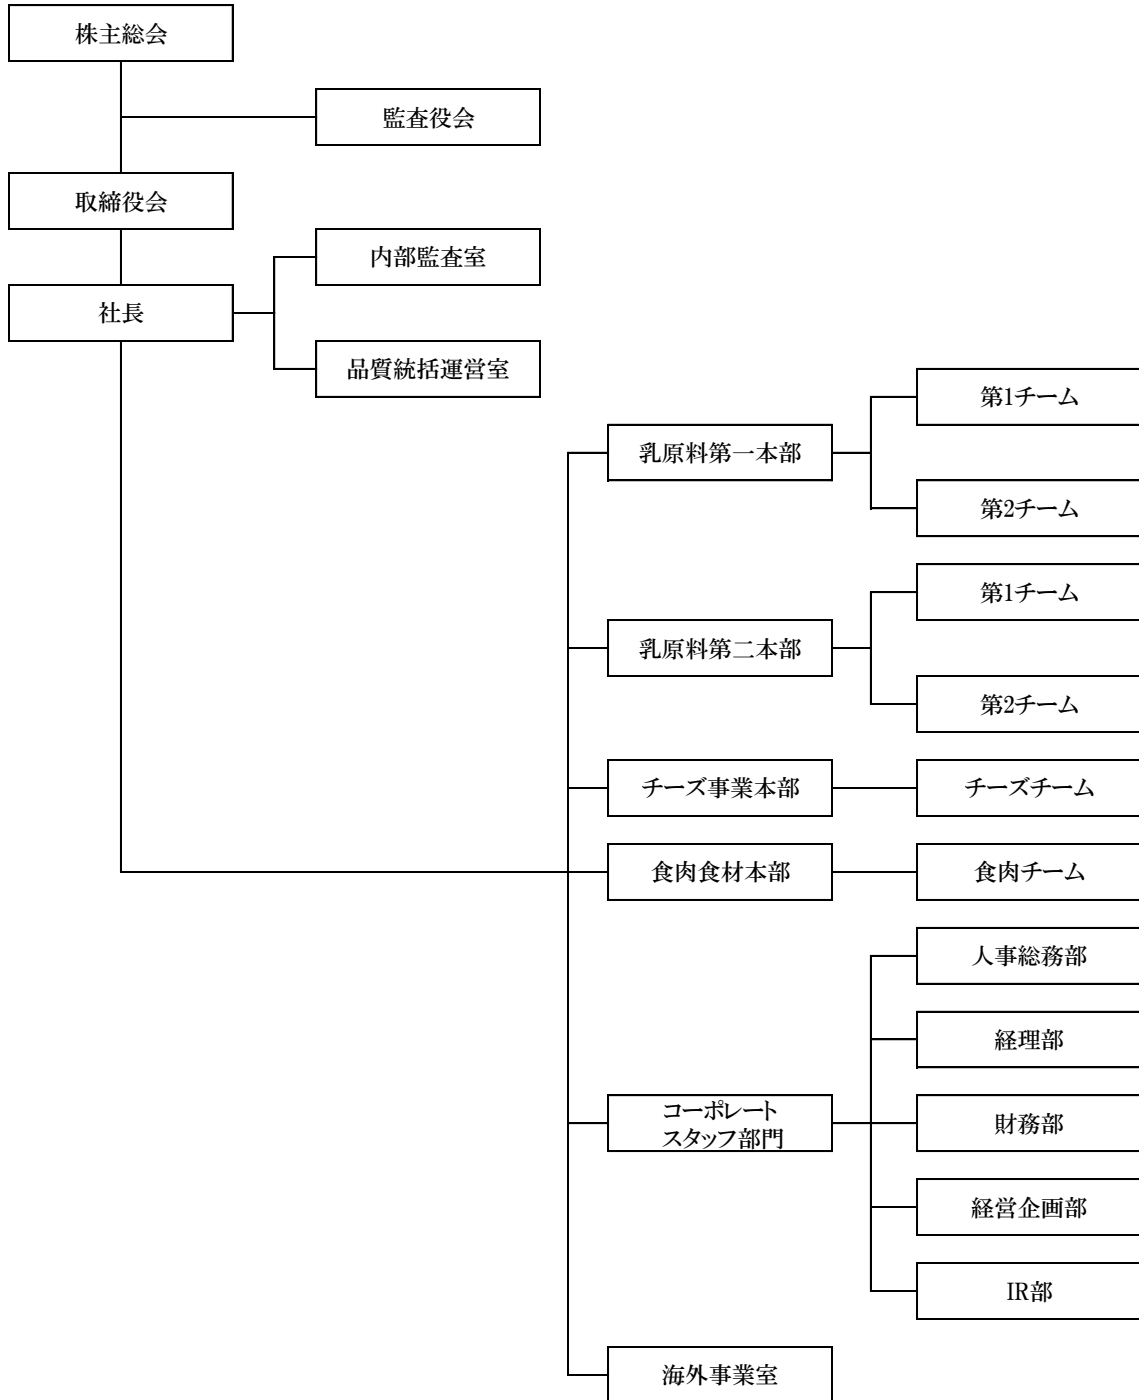 株主総会
監査役会
取締役会
内部監査室
社長
品質統括運営室
乳原料第一本部
第1チーム
第2チーム
乳原料第二本部
第1チーム
第2チーム
チーズ事業本部
チーズチーム
食肉食材本部
食肉チーム
コーポレート
スタッフ部門
人事総務部
経理部
財務部
経営企画部
IR部
海外事業室